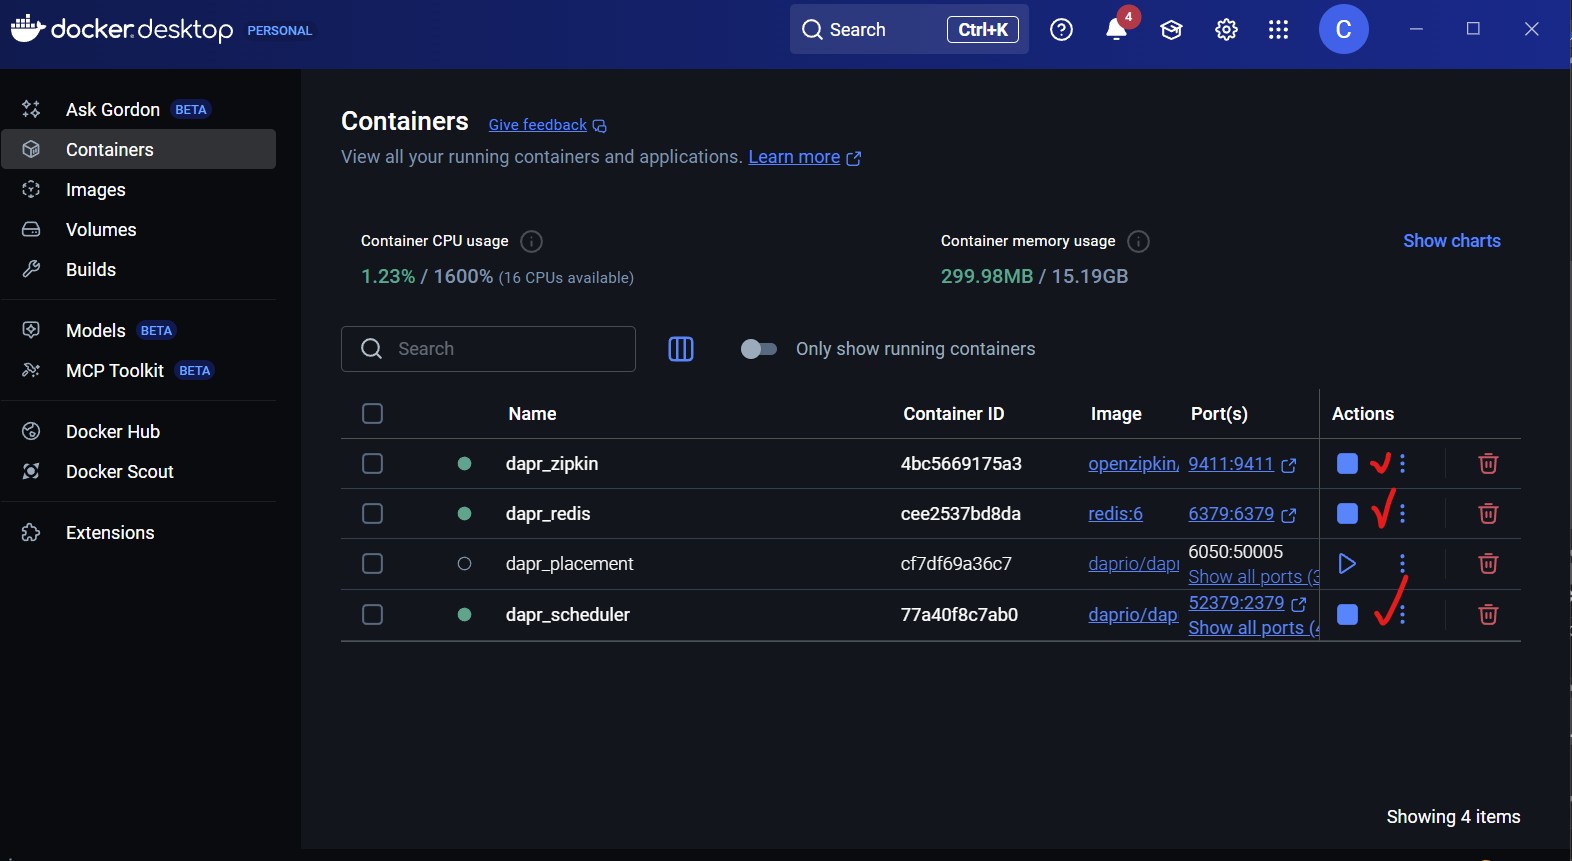 docker.desktop PERSONAL Search Ctrl+K 4 C
Ask Gordon BETA
Containers
Images
Volumes
Builds
Models BETA
MCP Toolkit BETA
Docker Hub
Docker Scout
Extensions
Containers Give feedback
View all your running containers and applications. Learn more
Container CPU usage
1.23% / 1600% (16 CPUs available)
Container memory usage
299.98MB / 15.19GB
Show charts
Search
Only show running containers
Name Container ID Image Port(s) Actions
dapr_zipkin 4bc5669175a3 openzipkin/ 9411:9411
dapr_redis cee2537bd8da redis:6 6379:6379
dapr_placement cf7df69a36c7 daprio/dapr 6050:50005
Show all ports (3
dapr_scheduler 77a40f8c7ab0 daprio/dap 52379:2379
Show all ports (4
Showing 4 items